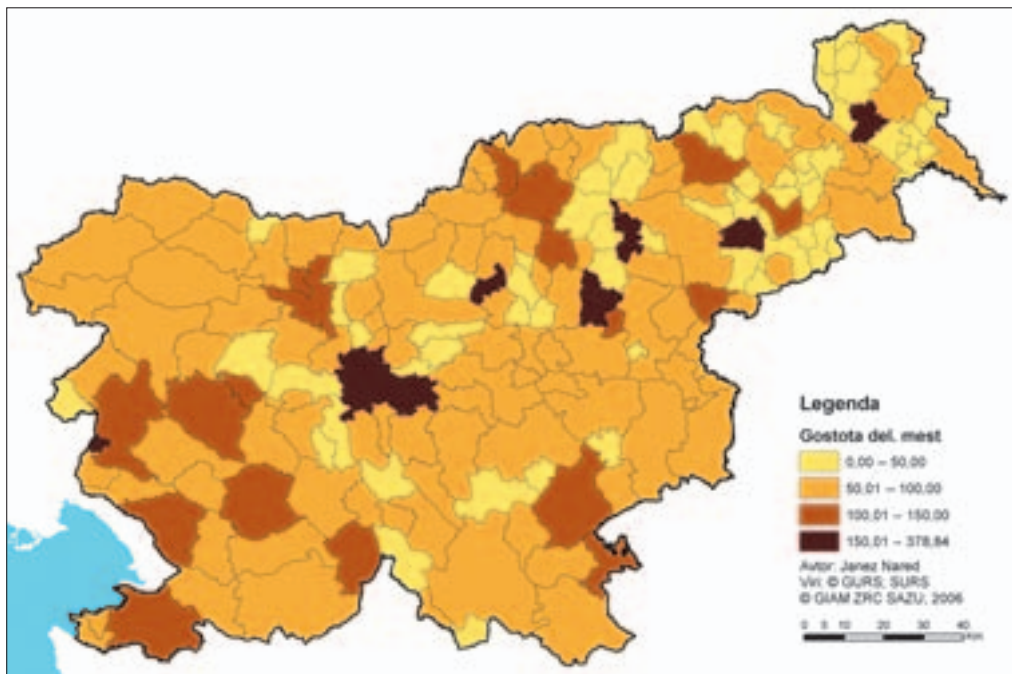 Legenda
Gostota del. mest
0,00 – 50,00
50,01 – 100,00
100,01 – 150,00
150,01 – 378,84
Avtor: Janez Nared
Viri: © GURS; SURS
© GIAM ZRC SAZU; 2006
0 5 10 20 30 40
km